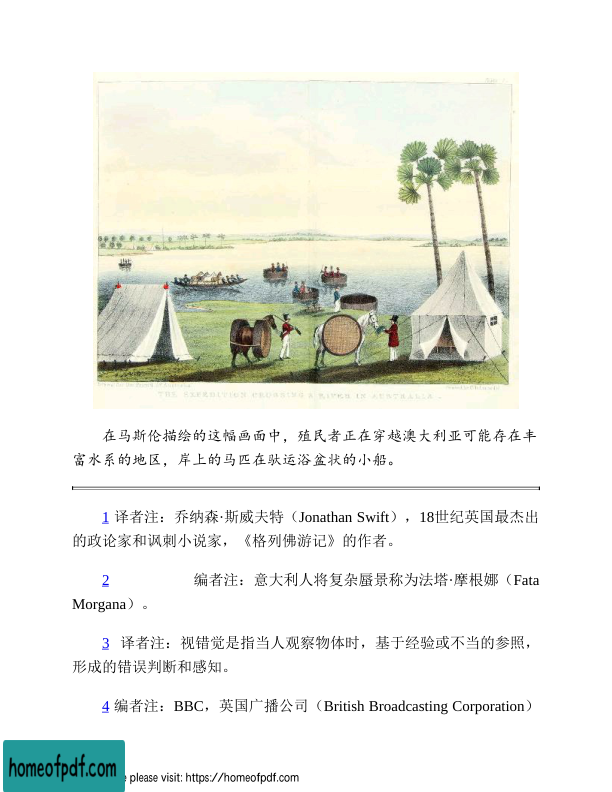 THE EXPEDITION CROSSING A RIVER IN AUSTRALIA.
在马斯伦描绘的这幅画面中，殖民者正在穿越澳大利亚可能存在丰
富水系的地区，岸上的马匹在驮运浴盆状的小船。
1 译者注：乔纳森·斯威夫特（Jonathan Swift），18世纪英国最杰出
的政论家和讽刺小说家，《格列佛游记》的作者。
2 编者注：意大利人将复杂蜃景称为法塔·摩根娜（Fata
Morgana）。
3 译者注：视错觉是指当人观察物体时，基于经验或不当的参照，
形成的错误判断和感知。
4 编者注：BBC，英国广播公司（British Broadcasting Corporation）
homeofpdf.com
please visit: https://homeofpdf.com